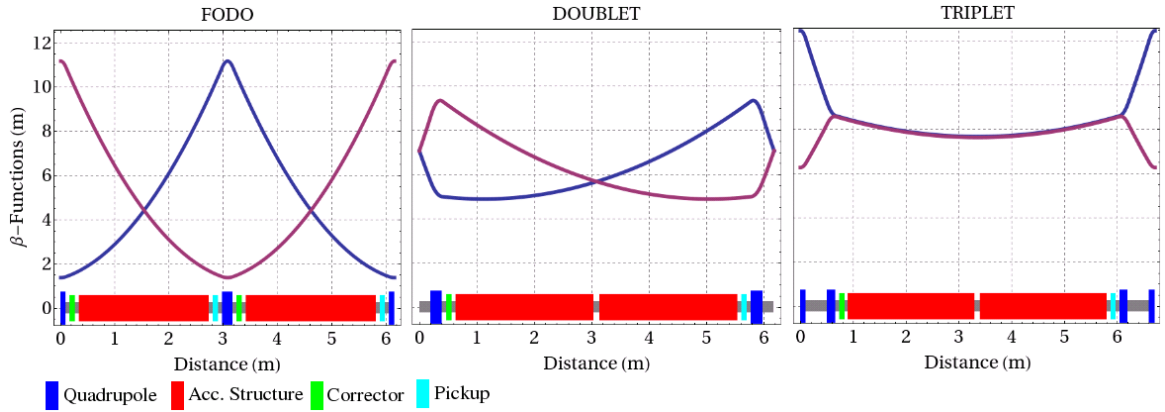 FODO DOUBLET TRIPLET
12
10
8
6
4
2
0
β−Functions (m)
0 1 2 3 4 5 6 0 1 2 3 4 5 6 0 1 2 3 4 5 6
Distance (m) Distance (m) Distance (m)
Quadrupole Acc. Structure Corrector Pickup